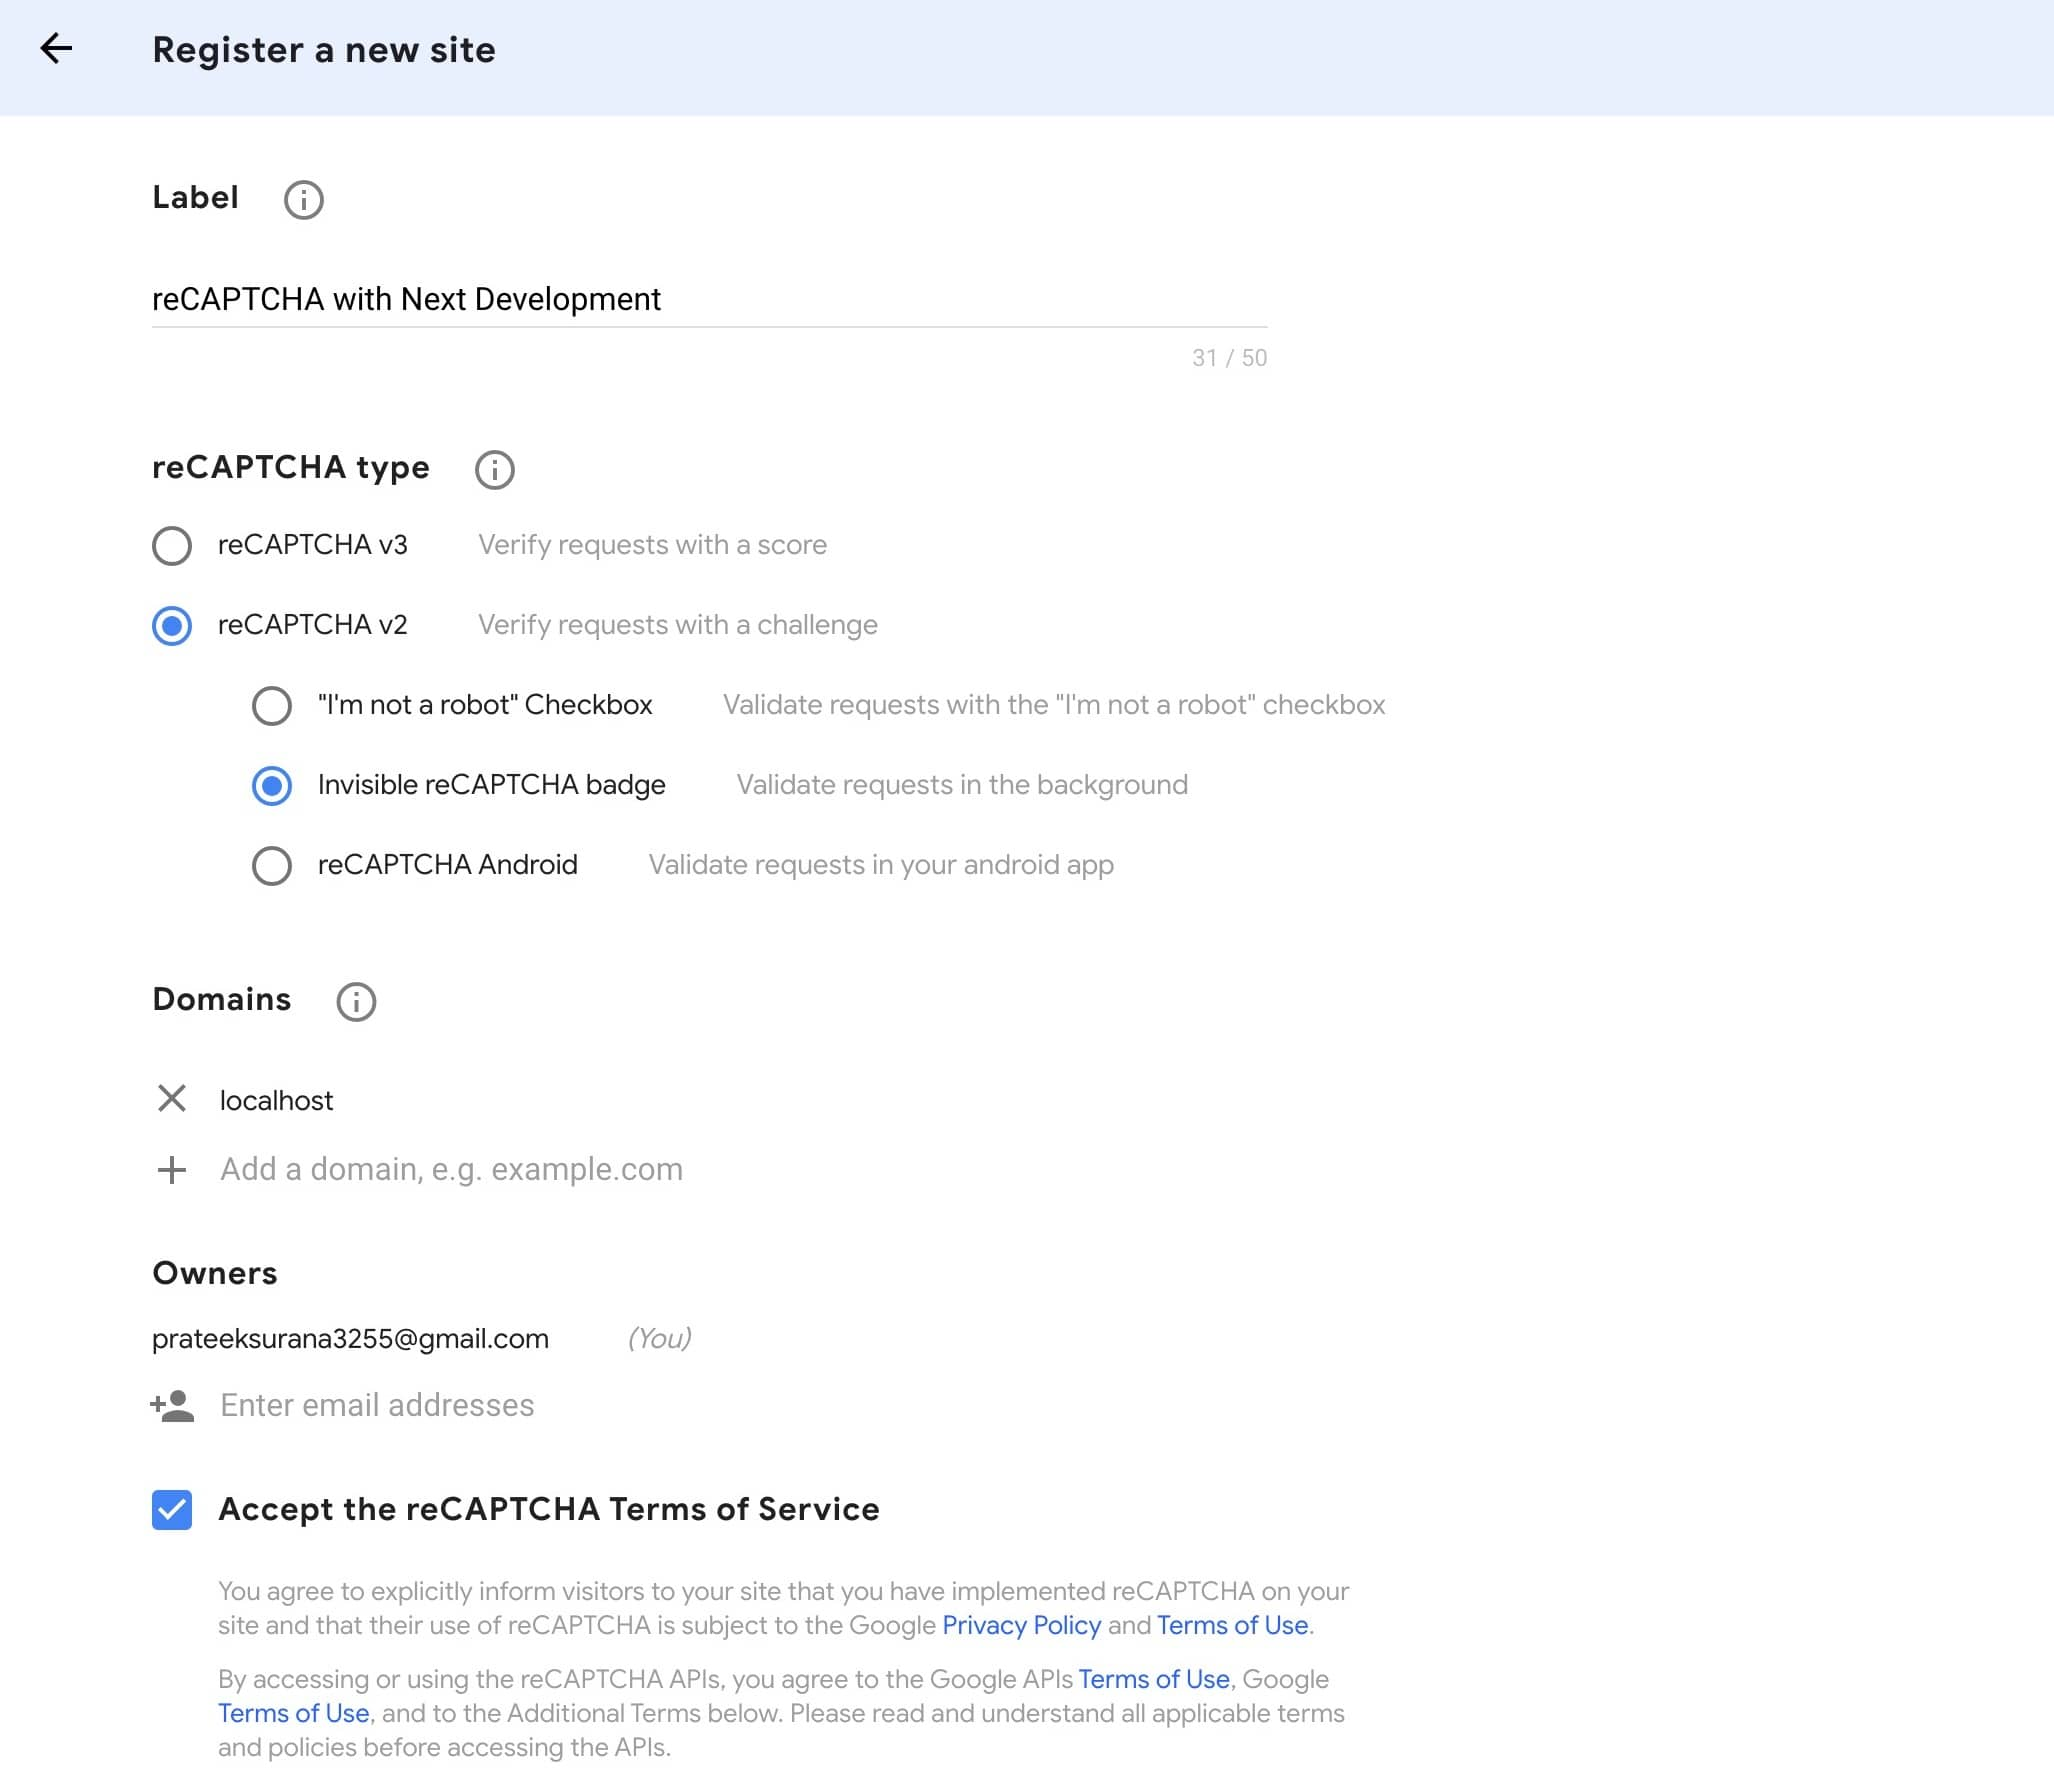 Register a new site
Label
reCAPTCHA with Next Development
31 / 50
reCAPTCHA type
reCAPTCHA v3 Verify requests with a score
reCAPTCHA v2 Verify requests with a challenge
"I'm not a robot" Checkbox Validate requests with the "I'm not a robot" checkbox
Invisible reCAPTCHA badge Validate requests in the background
reCAPTCHA Android Validate requests in your android app
Domains
localhost
Add a domain, e.g. example.com
Owners
prateeksurana3255@gmail.com (You)
Enter email addresses
Accept the reCAPTCHA Terms of Service
You agree to explicitly inform visitors to your site that you have implemented reCAPTCHA on your
site and that their use of reCAPTCHA is subject to the Google Privacy Policy and Terms of Use.
By accessing or using the reCAPTCHA APIs, you agree to the Google APIs Terms of Use, Google
Terms of Use, and to the Additional Terms below. Please read and understand all applicable terms
and policies before accessing the APIs.